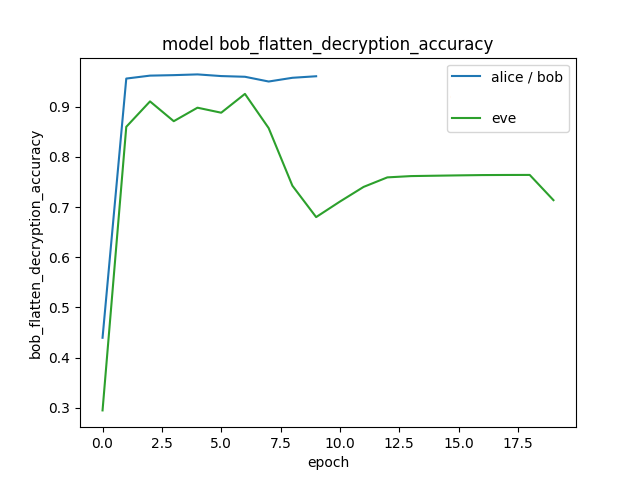 model bob_flatten_decryption_accuracy
alice / bob
eve
bob_flatten_decryption_accuracy
0.9
0.8
0.7
0.6
0.5
0.4
0.3
0.0 2.5 5.0 7.5 10.0 12.5 15.0 17.5
epoch